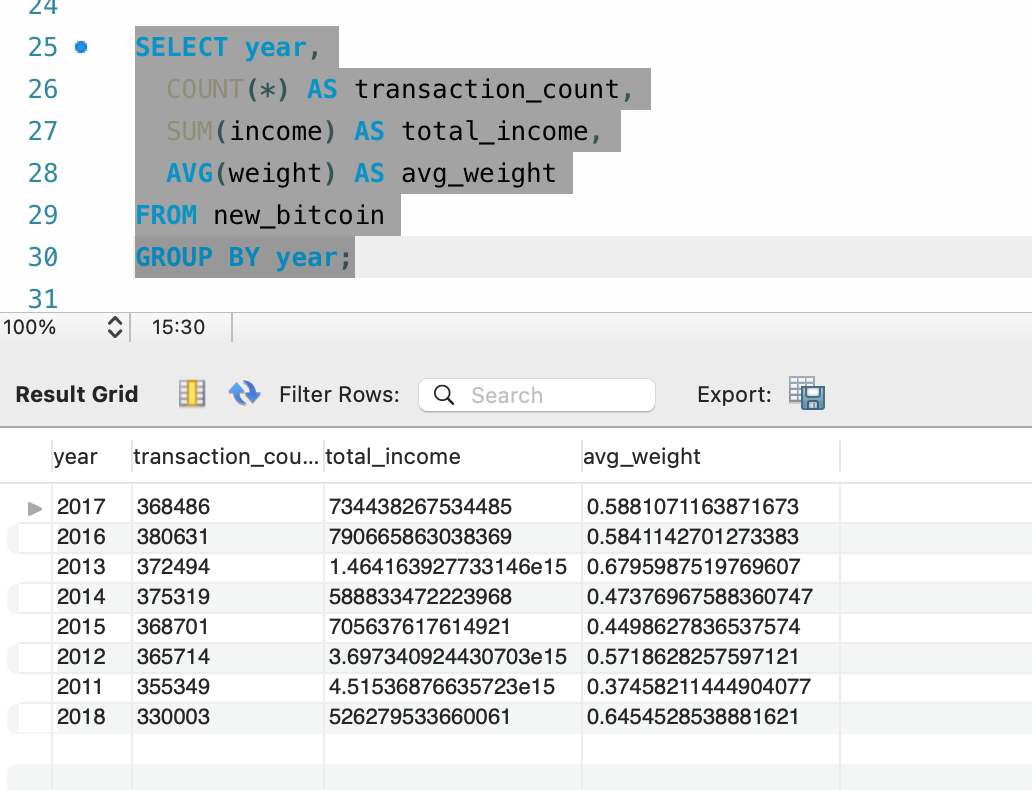 24
25 SELECT year,
26 COUNT(*) AS transaction_count,
27 SUM(income) AS total_income,
28 AVG(weight) AS avg_weight
29 FROM new_bitcoin
30 GROUP BY year;
31
100% 15:30
Result Grid Filter Rows: Search Export:
year transaction_cou... total_income avg_weight
2017 368486 734438267534485 0.5881071163871673
2016 380631 790665863038369 0.5841142701273383
2013 372494 1.464163927733146e15 0.6795987519769607
2014 375319 588833472223968 0.47376967588360747
2015 368701 705637617614921 0.4498627836537574
2012 365714 3.697340924430703e15 0.5718628257597121
2011 355349 4.51536876635723e15 0.37458211444904077
2018 330003 526279533660061 0.6454528538881621